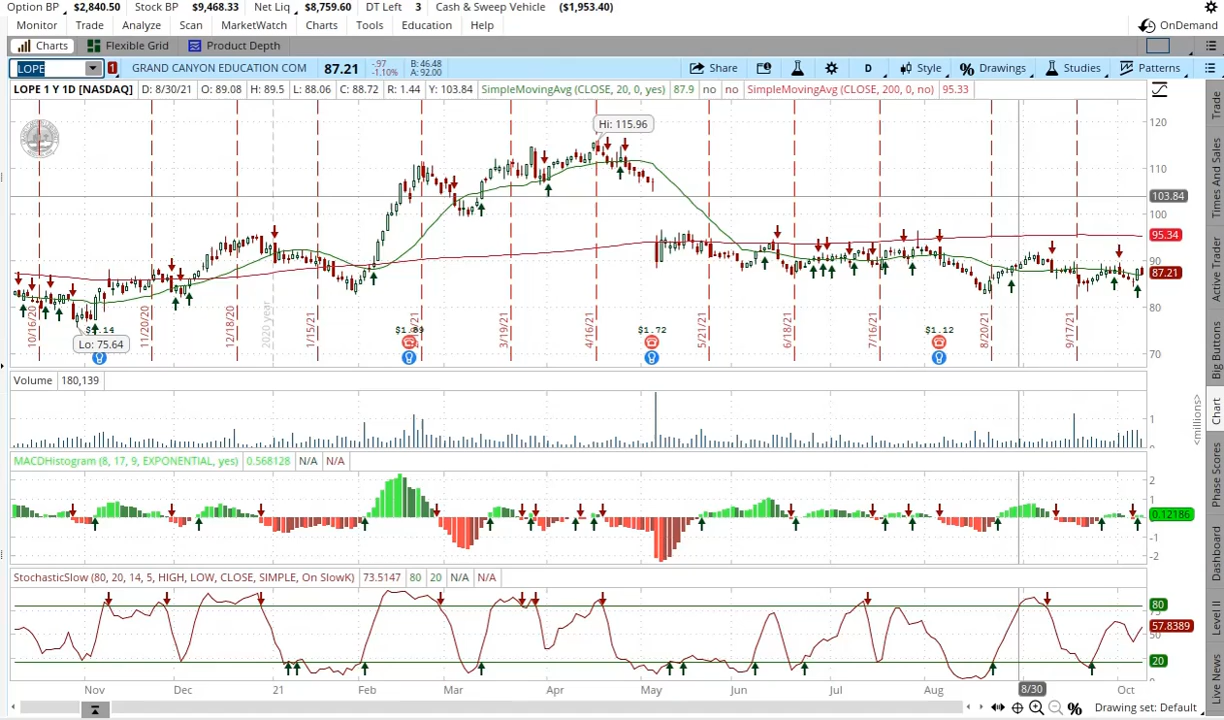 Option BP $2,840.50 Stock BP $9,468.33 Net Liq $8,759.60 DT Left 3 Cash & Sweep Vehicle ($1,953.40)
Monitor Trade Analyze Scan MarketWatch Charts Tools Education Help OnDemand
Charts Flexible Grid Product Depth
LOPE 1 GRAND CANYON EDUCATION COM 87.21 -.97 -1.10% B: 46.48 A: 92.00 Share D Style Drawings Studies Patterns
LOPE 1 Y 1D [NASDAQ] D: 8/30/21 O: 89.08 H: 89.5 L: 88.06 C: 88.72 R: 1.44 Y: 103.84 SimpleMovingAvg (CLOSE, 20, 0, yes) 87.9 no no SimpleMovingAvg (CLOSE, 200, 0, no) 95.33
Hi: 115.96
120
110
103.84
100
95.34
90
87.21
80
70
10/16/20 11/20/20 12/18/20 2020 year 1/15/21 3/19/21 4/16/21 5/21/21 6/18/21 7/16/21 8/20/21 9/17/21
$1.72 $1.12
Lo: 75.64
Volume 180,139
1
0
<millions>
MACDHistogram (8, 17, 9, EXPONENTIAL, yes) 0.568128 N/A N/A
2
1
0.12186
-1
-2
StochasticSlow (80, 20, 14, 5, HIGH, LOW, CLOSE, SIMPLE, On SlowK) 73.5147 80 20 N/A N/A
80
57.8389
50
20
Nov Dec 21 Feb Mar Apr May Jun Jul Aug 8/30 Oct
Drawing set: Default
Trade
Times And Sales
Active Trader
Big Buttons
Chart
Phase Scores
Dashboard
Level II
Live News